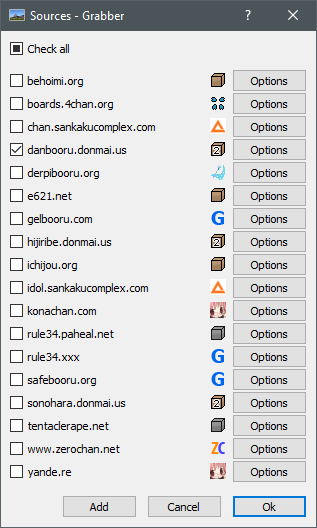 Sources - Grabber ? ×
Check all
behoimi.org Options
boards.4chan.org Options
chan.sankakucomplex.com Options
danbooru.donmai.us 2 Options
derpibooru.org Options
e621.net Options
gelbooru.com G Options
hijiribe.donmai.us 2 Options
ichijou.org Options
idol.sankakucomplex.com Options
konachan.com Options
rule34.paheal.net Options
rule34.xxx G Options
safebooru.org G Options
sonohara.donmai.us 2 Options
tentaclerape.net Options
www.zerochan.net ZC Options
yande.re Options
Add Cancel Ok